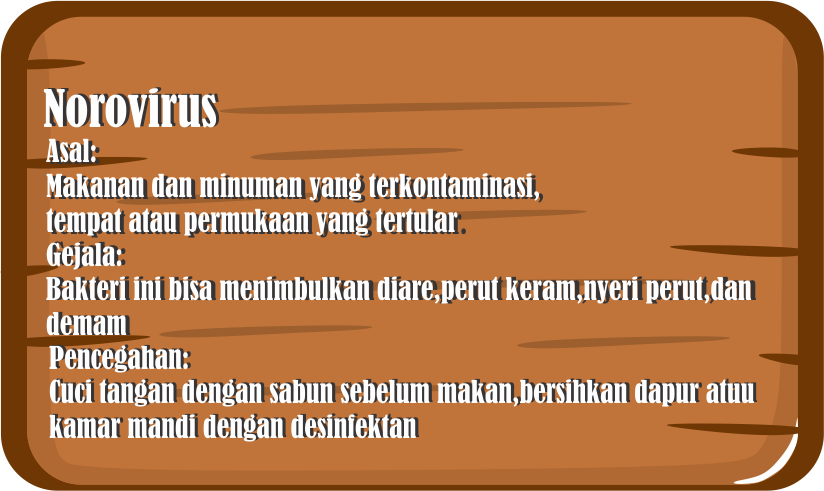 Norovirus
Asal:
Makanan dan minuman yang terkontaminasi,
tempat atau permukaan yang tertular.
Gejala:
Bakteri ini bisa menimbulkan diare,perut keram,nyeri perut,dan
demam
Pencegahan:
Cuci tangan dengan sabun sebelum makan,bersihkan dapur atuu
kamar mandi dengan desinfektan